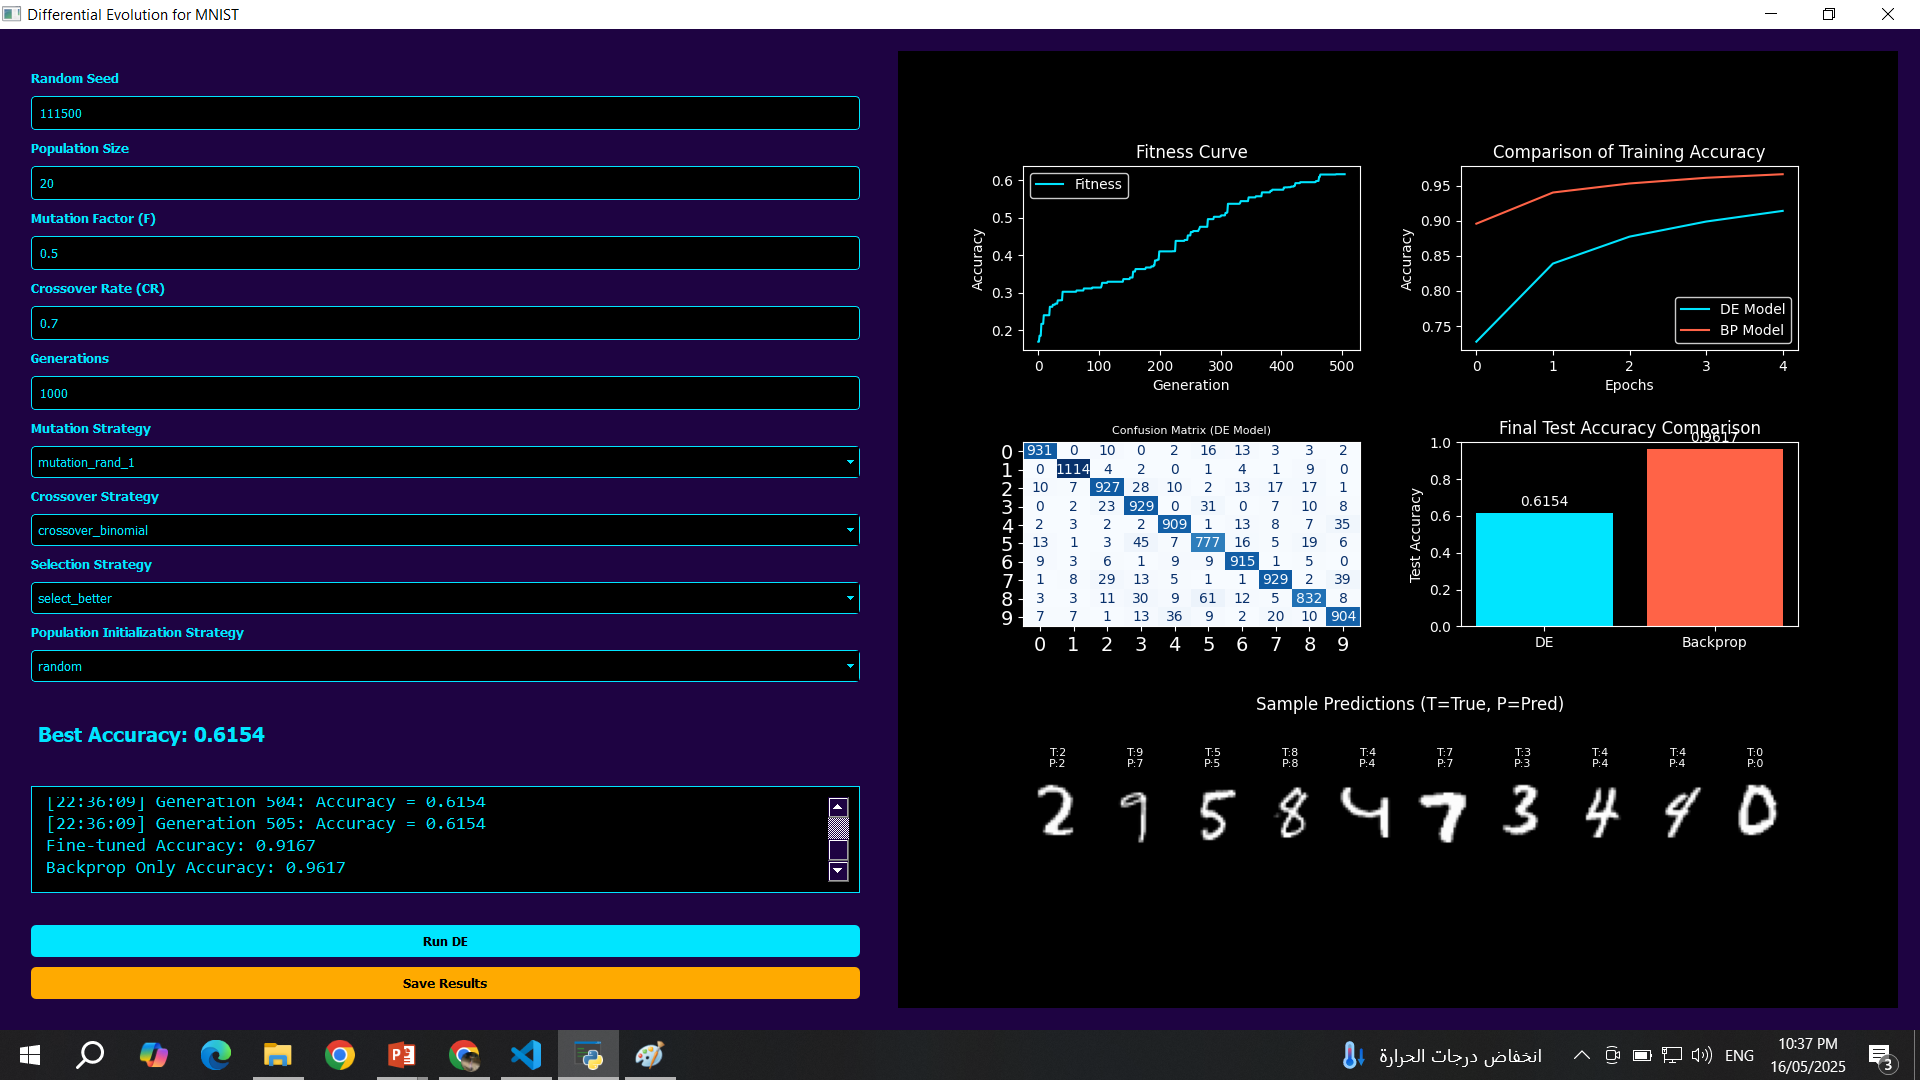 Differential Evolution for MNIST
Random Seed
111500
Population Size
20
Mutation Factor (F)
0.5
Crossover Rate (CR)
0.7
Generations
1000
Mutation Strategy
mutation_rand_1
Crossover Strategy
crossover_binomial
Selection Strategy
select_better
Population Initialization Strategy
random
Best Accuracy: 0.6154
[22:36:09] Generation 504: Accuracy = 0.6154
[22:36:09] Generation 505: Accuracy = 0.6154
Fine-tuned Accuracy: 0.9167
Backprop Only Accuracy: 0.9617
Run DE
Save Results
Fitness Curve
Fitness
Accuracy
0.6
0.5
0.4
0.3
0.2
0 100 200 300 400 500
Generation
Comparison of Training Accuracy
Accuracy
0.95
0.90
0.85
0.80
0.75
DE Model
BP Model
0 1 2 3 4
Epochs
Confusion Matrix (DE Model)
0 931 0 10 0 2 16 13 3 3 2
1 0 1114 4 2 0 1 4 1 9 0
2 10 7 927 28 10 2 13 17 17 1
3 0 2 23 929 0 31 0 7 10 8
4 2 3 2 2 909 1 13 8 7 35
5 13 1 3 45 7 777 16 5 19 6
6 9 3 6 1 9 9 915 1 5 0
7 1 8 29 13 5 1 1 929 2 39
8 3 3 11 30 9 61 12 5 832 8
9 7 7 1 13 36 9 2 20 10 904
0 1 2 3 4 5 6 7 8 9
Final Test Accuracy Comparison
0.9617
0.6154
Test Accuracy
1.0
0.8
0.6
0.4
0.2
0.0
DE Backprop
Sample Predictions (T=True, P=Pred)
T:2 T:9 T:5 T:8 T:4 T:7 T:3 T:4 T:4 T:0
P:2 P:7 P:5 P:8 P:4 P:7 P:3 P:4 P:4 P:0
2 9 5 8 4 7 3 4 4 0
انخفاض درجات الحرارة
ENG
10:37 PM
16/05/2025
3